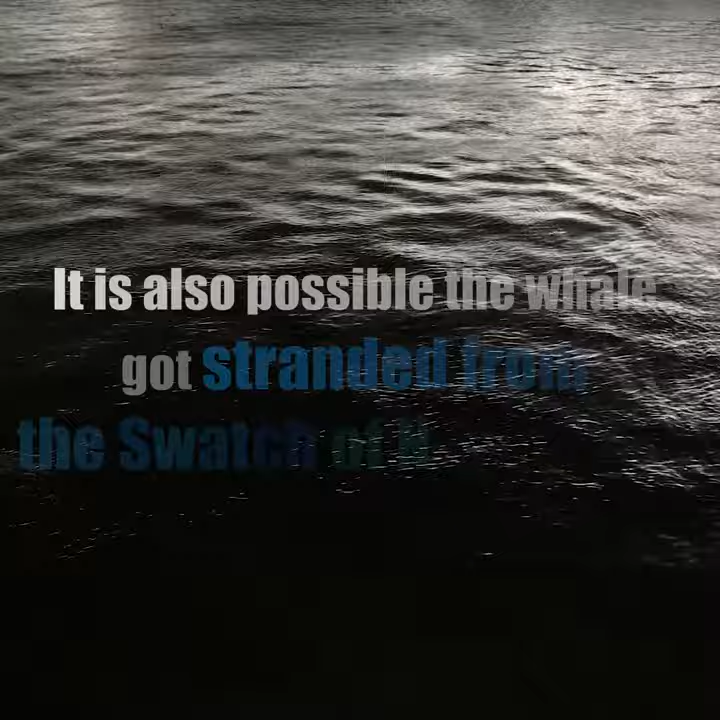 It is also possible the whale
got stranded from
the Swatch of